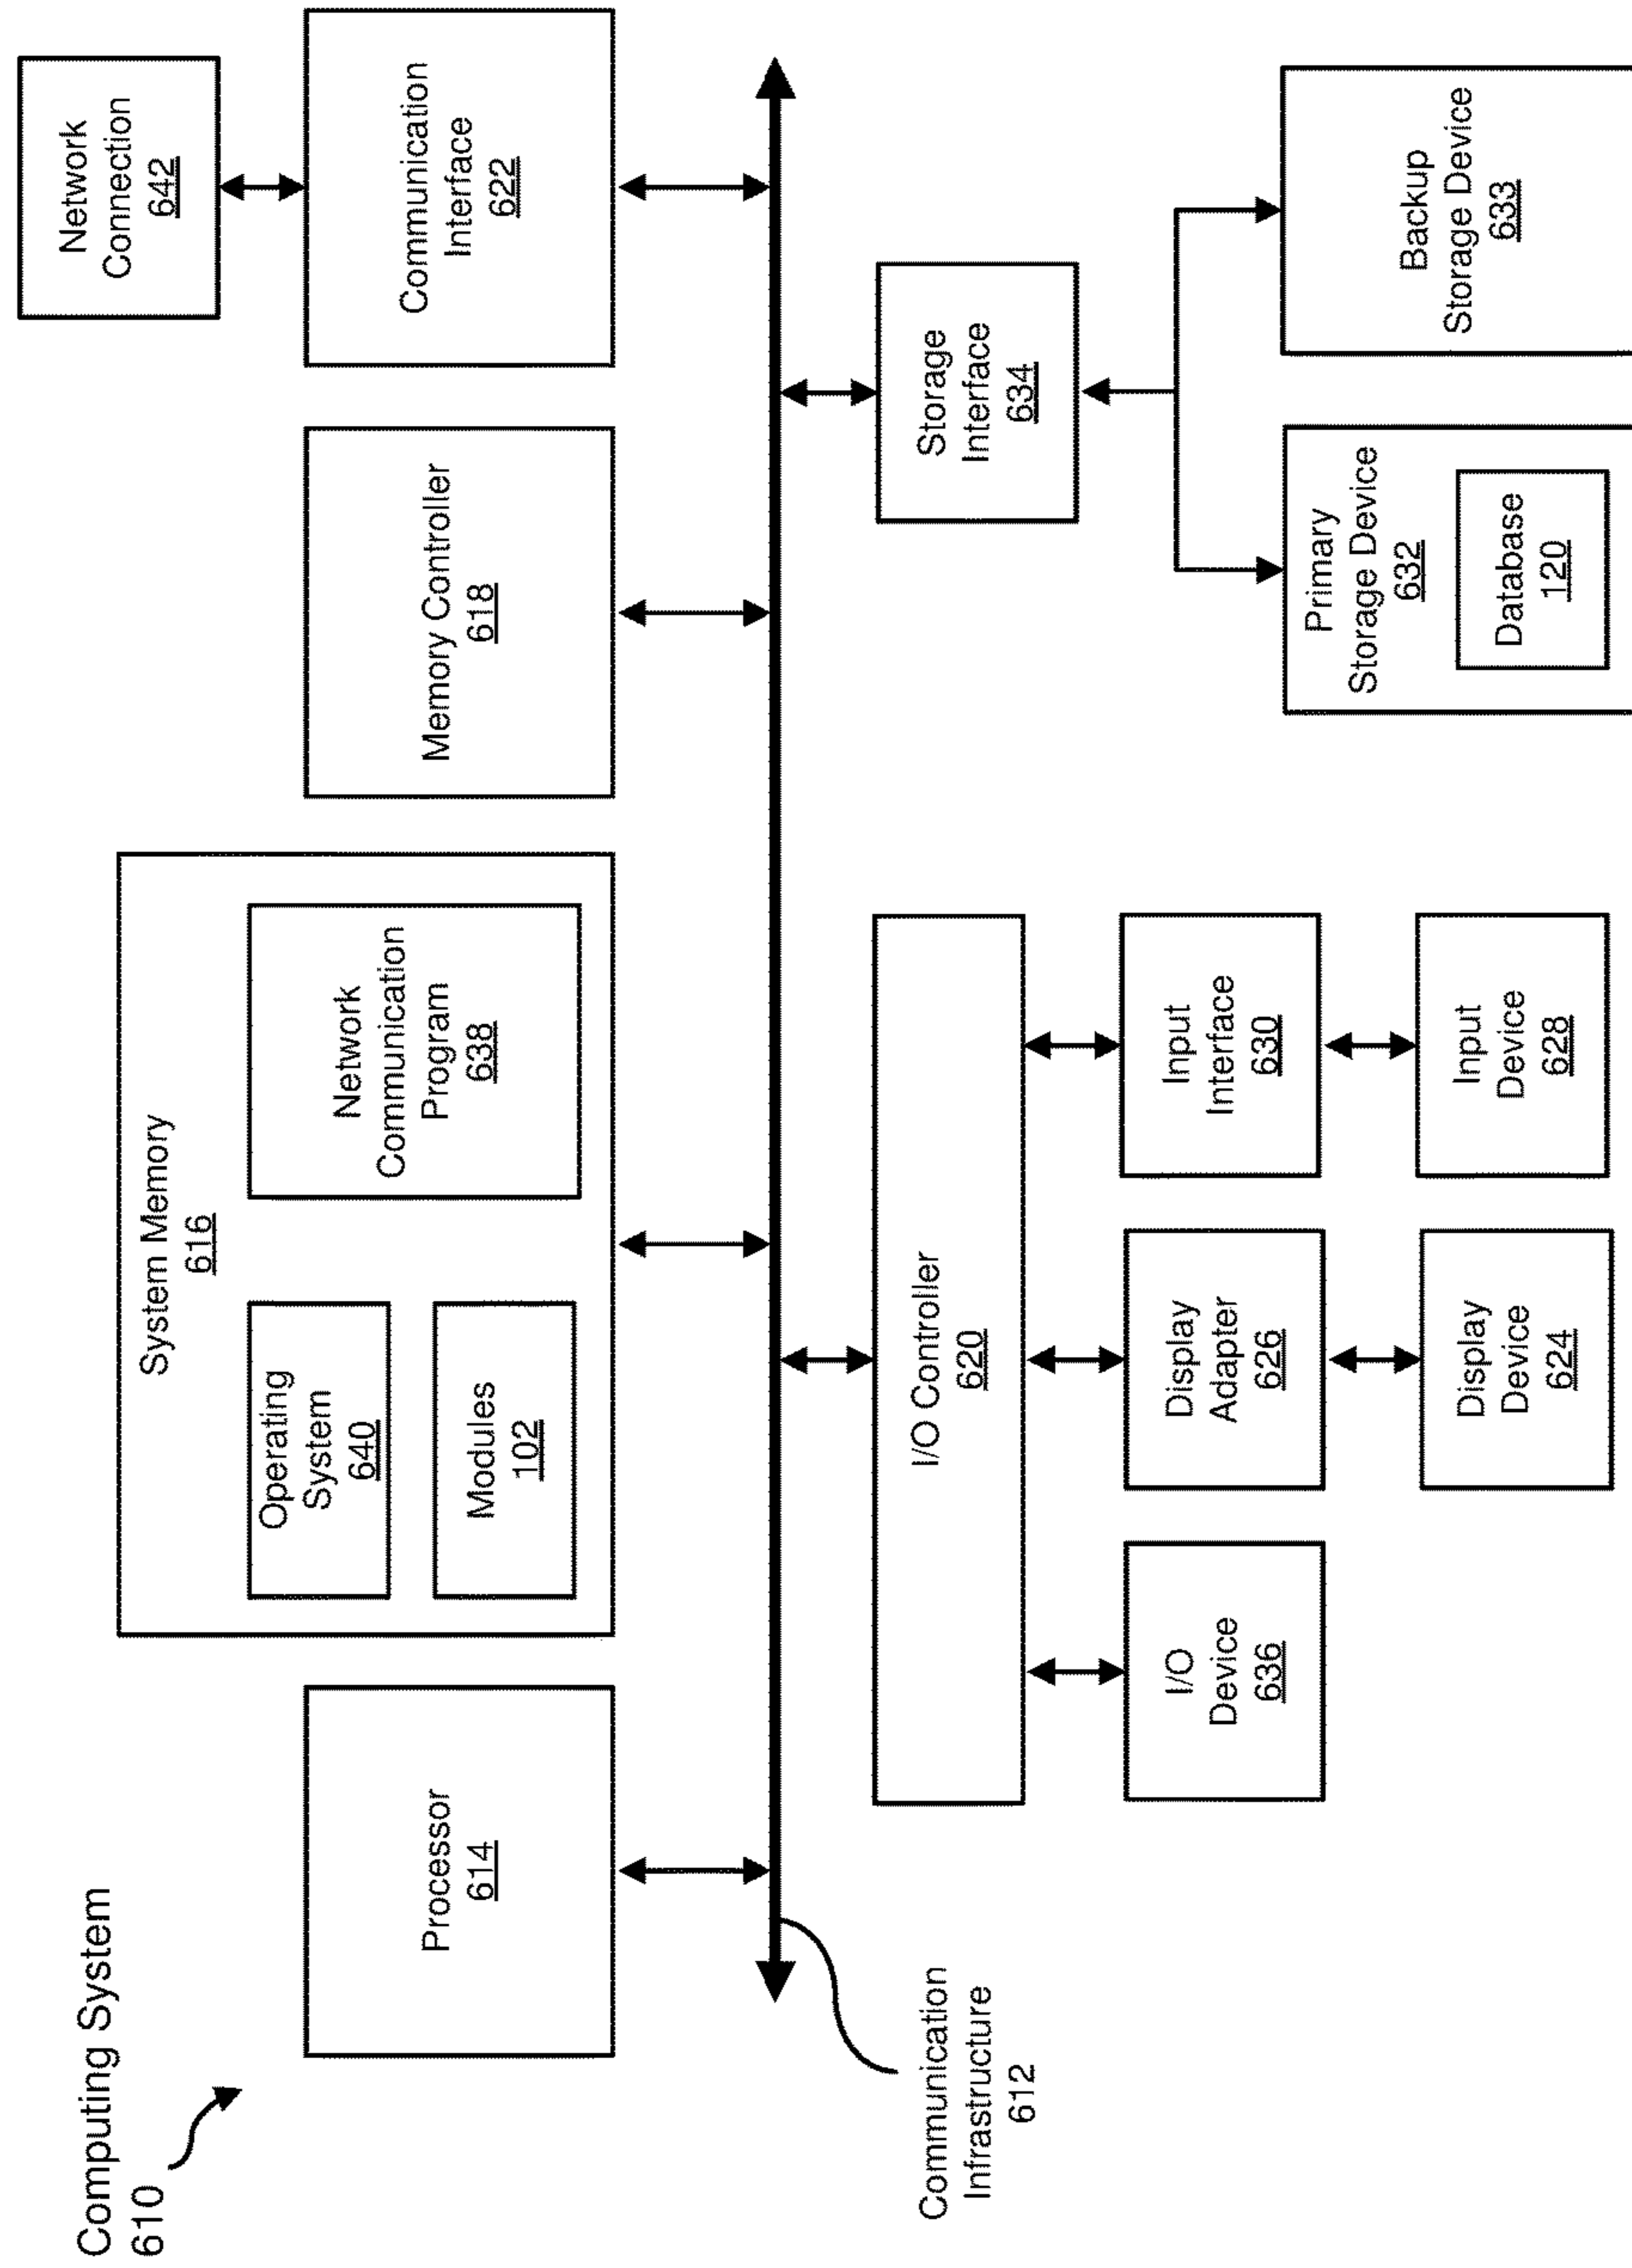 Computing System
610
Processor
614
System Memory
616
Operating
System
640
Modules
102
Network
Communication
Program
638
Memory Controller
618
Network
Connection
642
Communication
Interface
622
Communication
Infrastructure
612
I/O Controller
620
I/O
Device
636
Display
Adapter
626
Display
Device
624
Input
Interface
630
Input
Device
628
Storage
Interface
634
Primary
Storage Device
632
Database
120
Backup
Storage Device
633